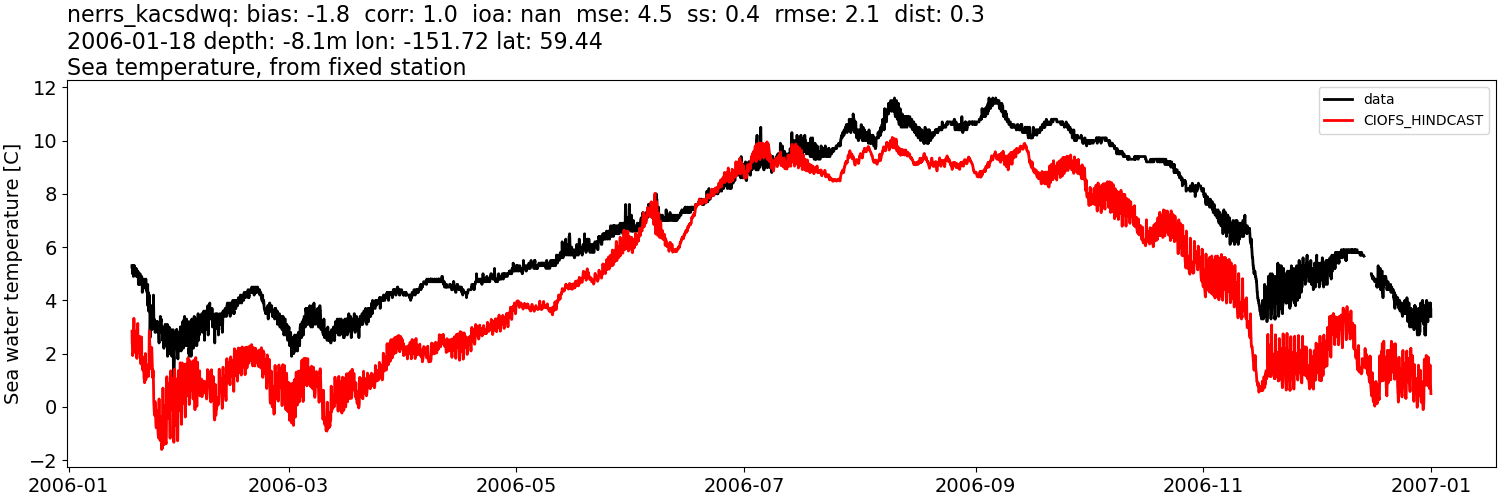 nerrs_kacsdwq: bias: -1.8  corr: 1.0  ioa: nan  mse: 4.5  ss: 0.4  rmse: 2.1  dist: 0.3
2006-01-18 depth: -8.1m lon: -151.72 lat: 59.44
Sea temperature, from fixed station
data
CIOFS_HINDCAST
Sea water temperature [C]
12
10
8
6
4
2
0
−2
2006-01
2006-03
2006-05
2006-07
2006-09
2006-11
2007-01